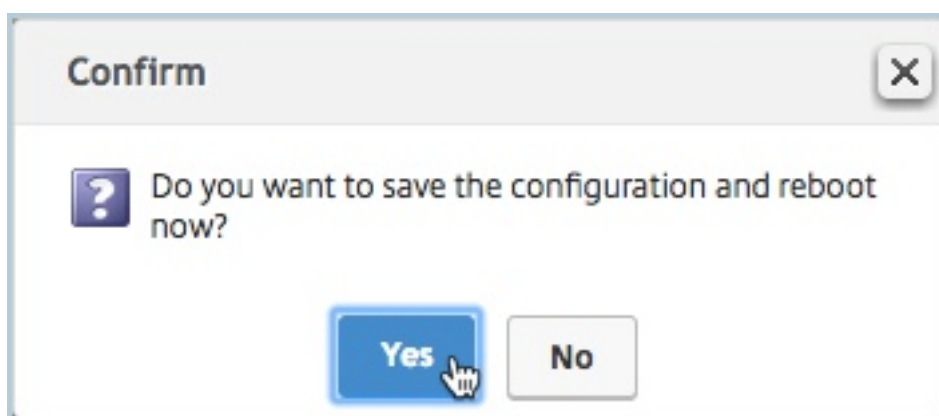 Confirm
Do you want to save the configuration and reboot
now?
Yes
No